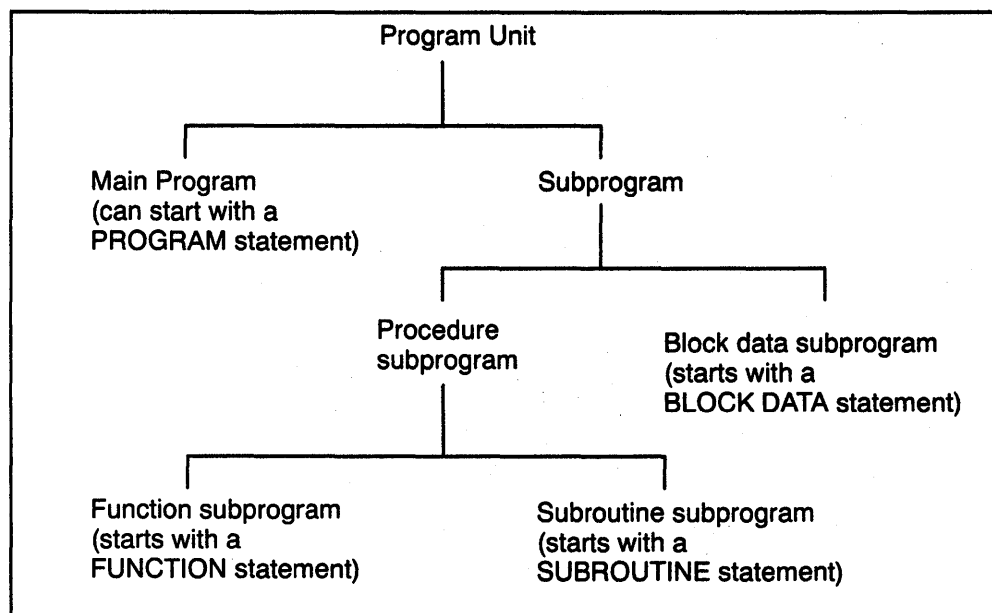 Program Unit
Main Program
(can start with a
PROGRAM statement)
Subprogram
Procedure
subprogram
Block data subprogram
(starts with a
BLOCK DATA statement)
Function subprogram
(starts with a
FUNCTION statement)
Subroutine subprogram
(starts with a
SUBROUTINE statement)